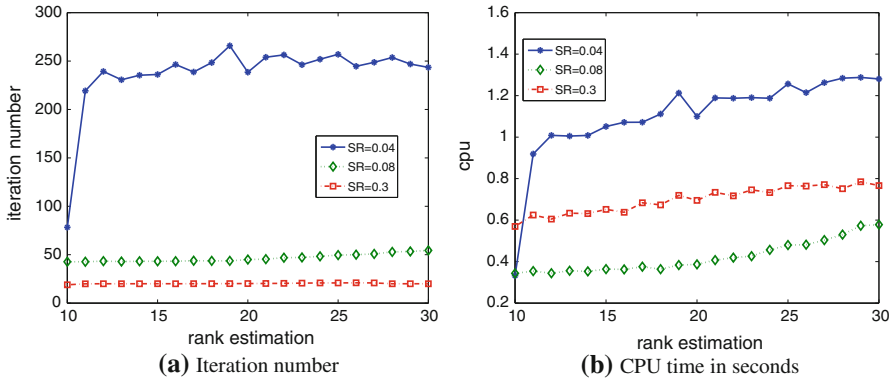 300
250
200
150
100
50
0
iteration number
SR=0.04
SR=0.08
SR=0.3
10 15 20 25 30
rank estimation
(a) Iteration number
1.6
1.4
1.2
1
0.8
0.6
0.4
0.2
cpu
SR=0.04
SR=0.08
SR=0.3
10 15 20 25 30
rank estimation
(b) CPU time in seconds